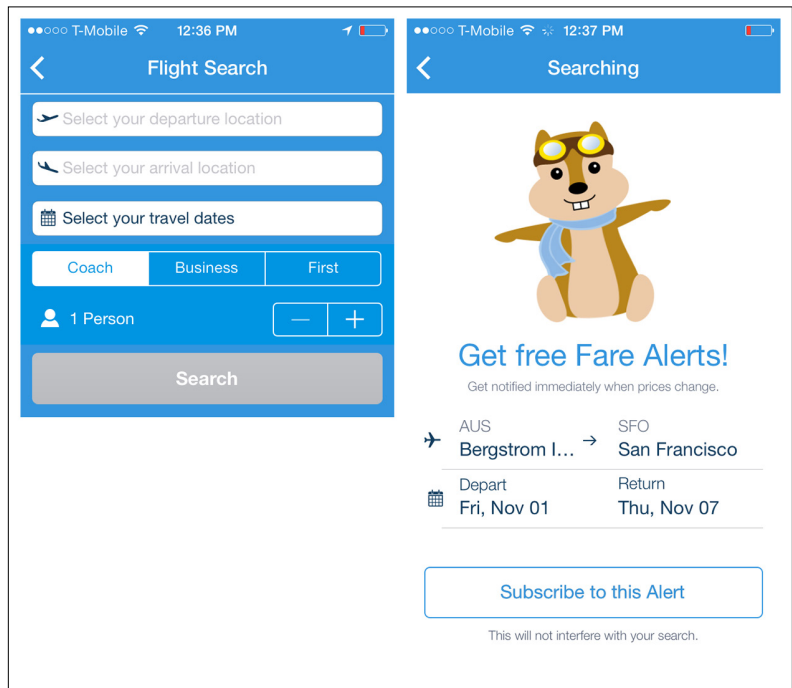 T-Mobile 12:36 PM
Flight Search
Select your departure location
Select your arrival location
Select your travel dates
Coach Business First
1 Person
Search
T-Mobile 12:37 PM
Searching
Get free Fare Alerts!
Get notified immediately when prices change.
AUS SFO
Bergstrom I... → San Francisco
Depart Return
Fri, Nov 01 Thu, Nov 07
Subscribe to this Alert
This will not interfere with your search.